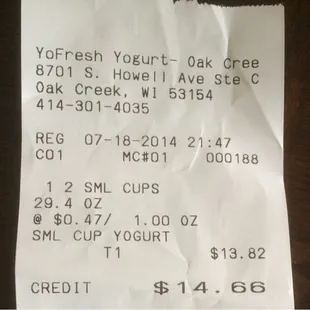 YoFresh Yogurt- Oak Cree
8701 S. Howell Ave Ste C
Oak Creek, WI 53154
414-301-4035
REG 07-18-2014 21:47
C01 MC#01 000188
1 2 SML CUPS
29.4 OZ
@ $0.47/ 1.00 OZ
SML CUP YOGURT
T1 $13.82
CREDIT $14.66